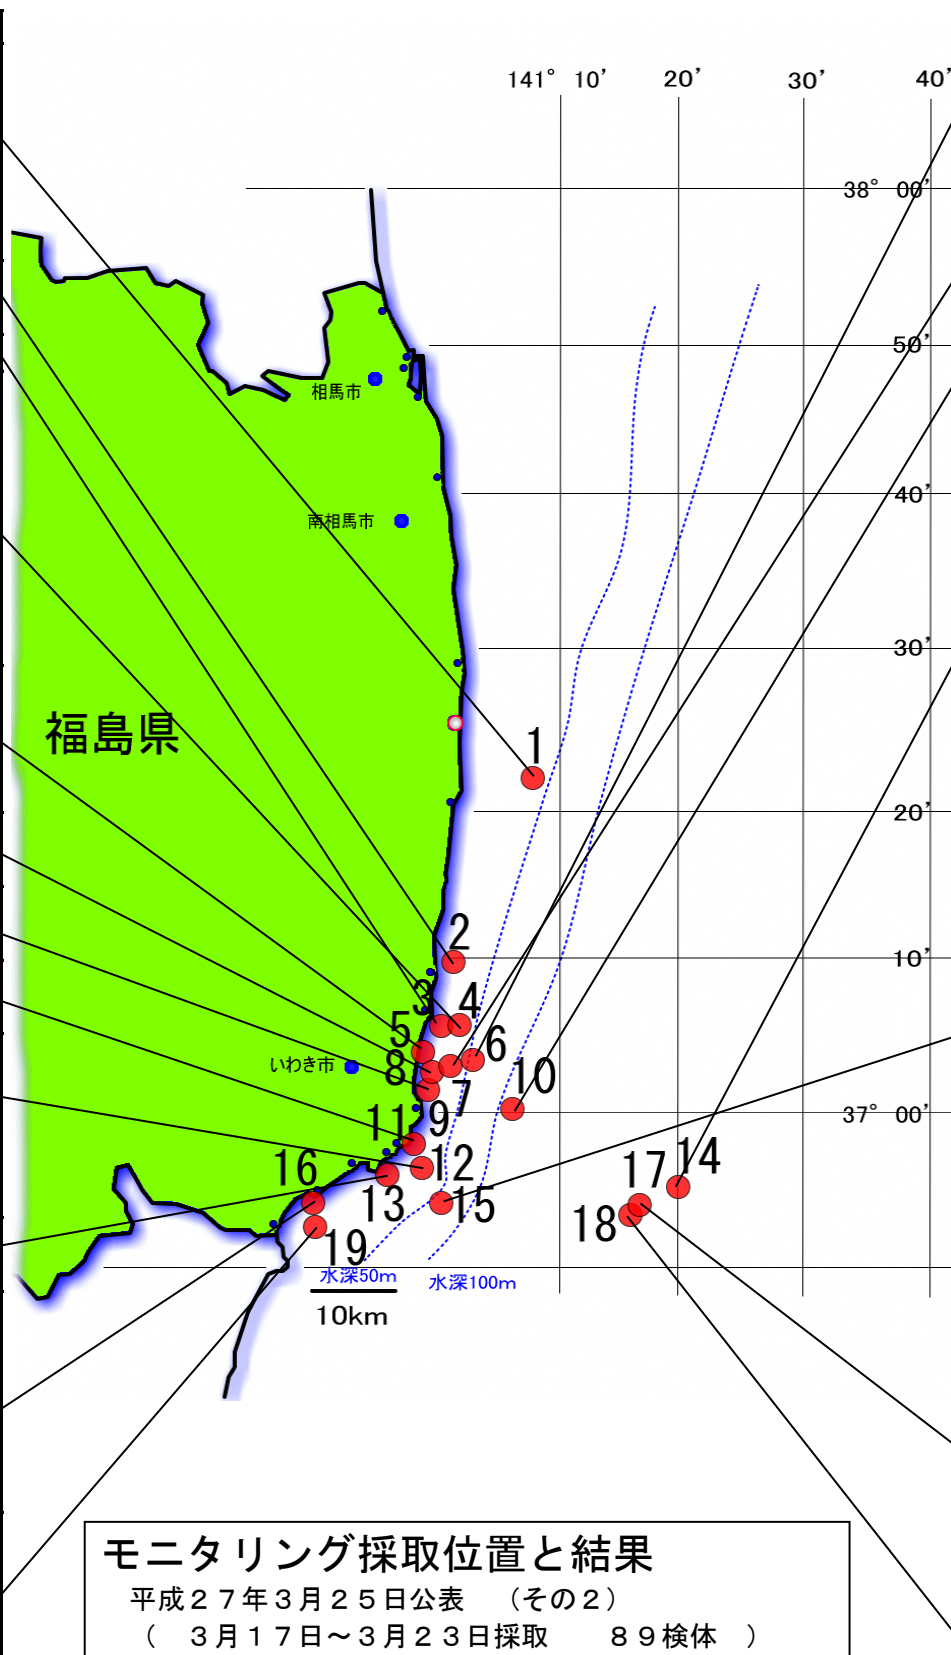 141° 10′ 20′ 30′ 40′
38° 00′
50′
相馬市
40′
南相馬市
30′
福島県
1
20′
2
10′
3 4
5 6
いわき市 8 7 10
37° 00′
11 9
12
16 17 14
13 15 18
19
水深50m 水深100m
10km
モニタリング採取位置と結果
平成27年3月25日公表 (その2)
( 3月17日~3月23日採取 89検体 )